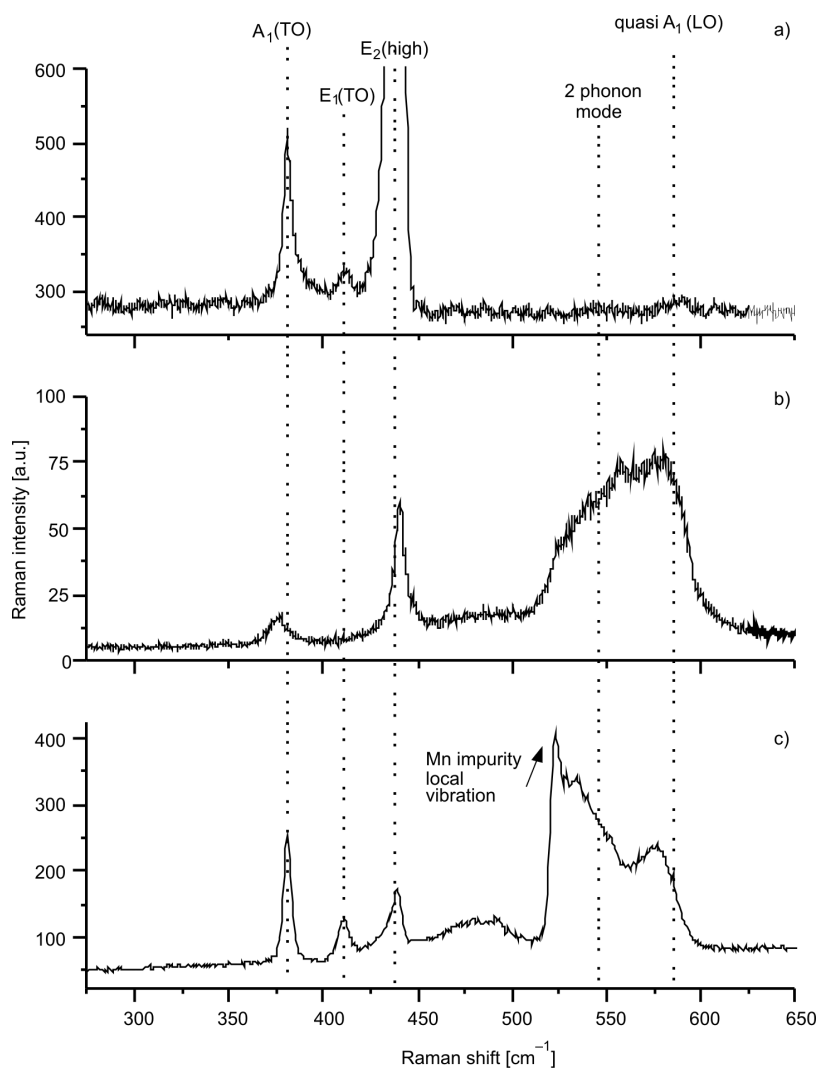 quasi A₁ (LO)
a)
A₁(TO)
E₂(high)
E₁(TO)
2 phonon
mode
600
500
400
300
b)
100
75
50
25
0
Raman intensity [a.u.]
c)
Mn impurity
local
vibration
400
300
200
100
300 350 400 450 500 550 600 650
Raman shift [cm⁻¹]